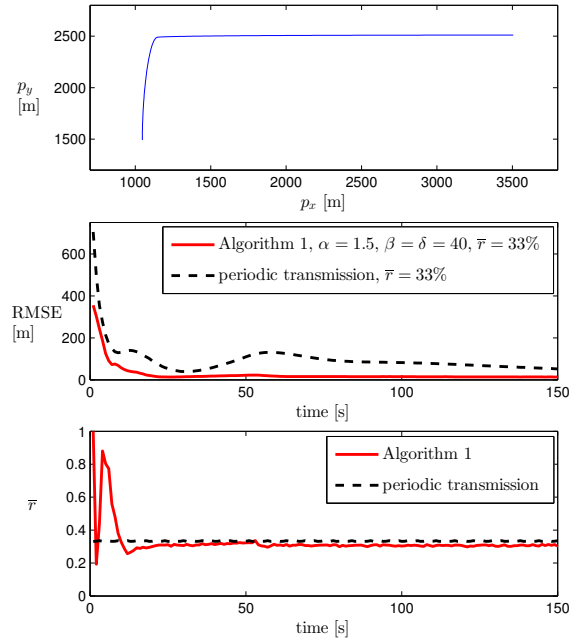 2500
2000
1500
p_y
[m]
1000 1500 2000 2500 3000 3500
p_x [m]
600
400
200
0
RMSE
[m]
Algorithm 1, α = 1.5, β = δ = 40, r̅ = 33%
periodic transmission, r̅ = 33%
0 50 100 150
time [s]
1
0.8
0.6
0.4
0.2
0
r̅
Algorithm 1
periodic transmission
0 50 100 150
time [s]